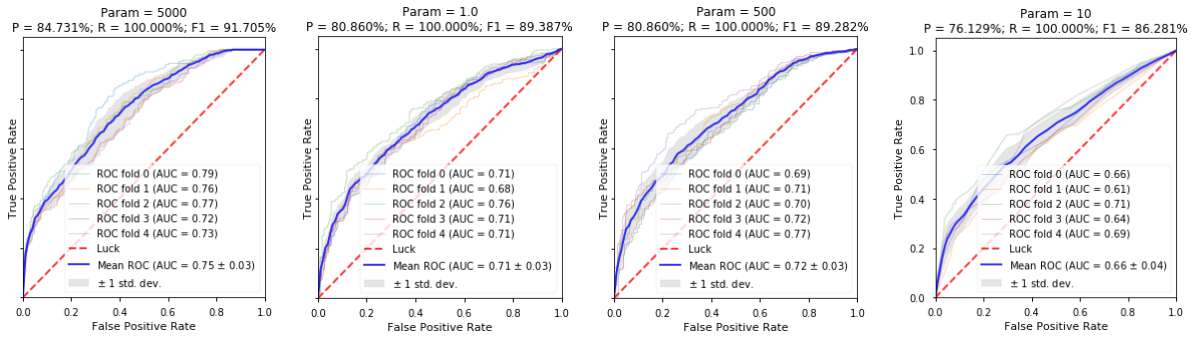 Param = 5000
P = 84.731%; R = 100.000%; F1 = 91.705%
True Positive Rate
ROC fold 0 (AUC = 0.79)
ROC fold 1 (AUC = 0.76)
ROC fold 2 (AUC = 0.77)
ROC fold 3 (AUC = 0.72)
ROC fold 4 (AUC = 0.73)
Luck
Mean ROC (AUC = 0.75 ± 0.03)
± 1 std. dev.
0.0 0.2 0.4 0.6 0.8 1.0
False Positive Rate
Param = 1.0
P = 80.860%; R = 100.000%; F1 = 89.387%
True Positive Rate
ROC fold 0 (AUC = 0.71)
ROC fold 1 (AUC = 0.68)
ROC fold 2 (AUC = 0.76)
ROC fold 3 (AUC = 0.71)
ROC fold 4 (AUC = 0.71)
Luck
Mean ROC (AUC = 0.71 ± 0.03)
± 1 std. dev.
0.0 0.2 0.4 0.6 0.8 1.0
False Positive Rate
Param = 500
P = 80.860%; R = 100.000%; F1 = 89.282%
True Positive Rate
ROC fold 0 (AUC = 0.69)
ROC fold 1 (AUC = 0.71)
ROC fold 2 (AUC = 0.70)
ROC fold 3 (AUC = 0.72)
ROC fold 4 (AUC = 0.77)
Luck
Mean ROC (AUC = 0.72 ± 0.03)
± 1 std. dev.
0.0 0.2 0.4 0.6 0.8 1.0
False Positive Rate
Param = 10
P = 76.129%; R = 100.000%; F1 = 86.281%
True Positive Rate
1.0
0.8
0.6
0.4
0.2
0.0
ROC fold 0 (AUC = 0.66)
ROC fold 1 (AUC = 0.61)
ROC fold 2 (AUC = 0.71)
ROC fold 3 (AUC = 0.64)
ROC fold 4 (AUC = 0.69)
Luck
Mean ROC (AUC = 0.66 ± 0.04)
± 1 std. dev.
0.0 0.2 0.4 0.6 0.8 1.0
False Positive Rate